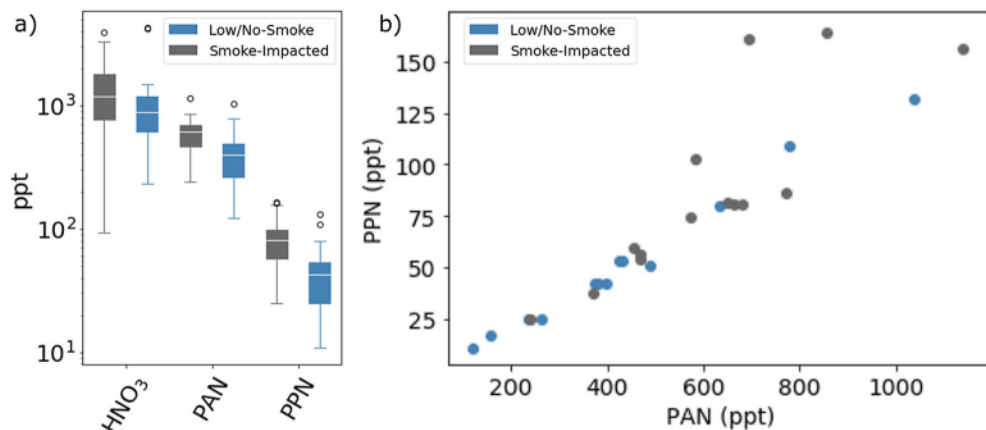 a)
Low/No-Smoke
Smoke-Impacted
ppt
10³
10²
10¹
HNO₃
PAN
PPN
b)
Low/No-Smoke
Smoke-Impacted
PPN (ppt)
150
125
100
75
50
25
200 400 600 800 1000
PAN (ppt)